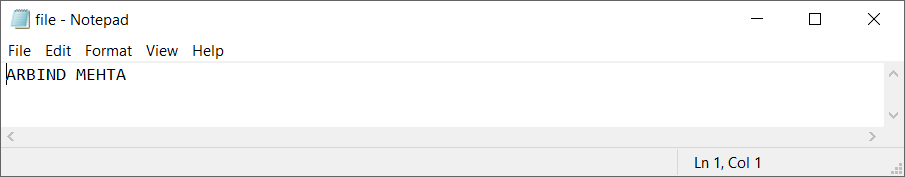 file - Notepad
File Edit Format View Help
ARBIND MEHTA
Ln 1, Col 1